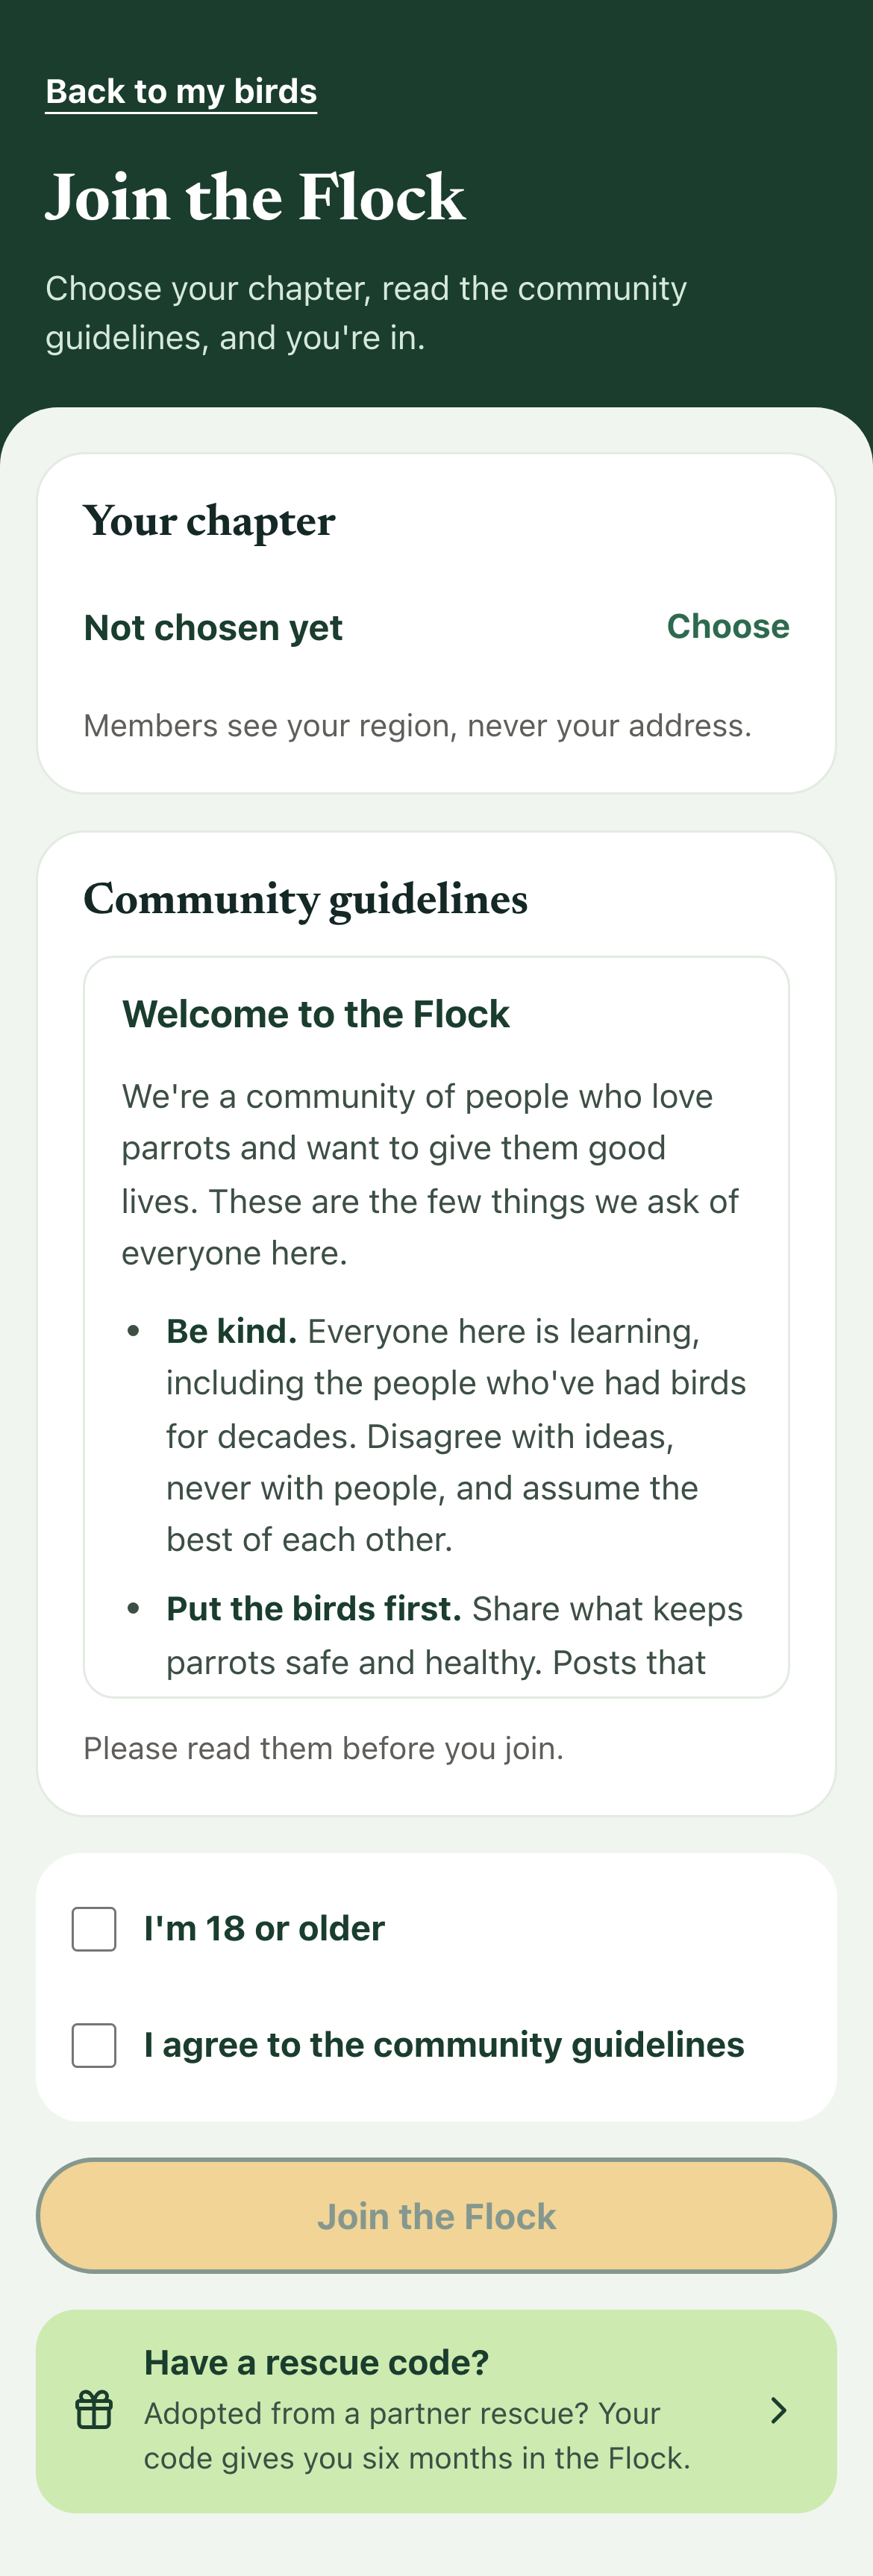 Back to my birds
Join the Flock
Choose your chapter, read the community
guidelines, and you're in.
Your chapter
Not chosen yet
Choose
Members see your region, never your address.
Community guidelines
Welcome to the Flock
We're a community of people who love
parrots and want to give them good
lives. These are the few things we ask of
everyone here.
• Be kind. Everyone here is learning,
including the people who've had birds
for decades. Disagree with ideas,
never with people, and assume the
best of each other.
• Put the birds first. Share what keeps
parrots safe and healthy. Posts that
Please read them before you join.
I'm 18 or older
I agree to the community guidelines
Join the Flock
Have a rescue code?
Adopted from a partner rescue? Your
code gives you six months in the Flock.